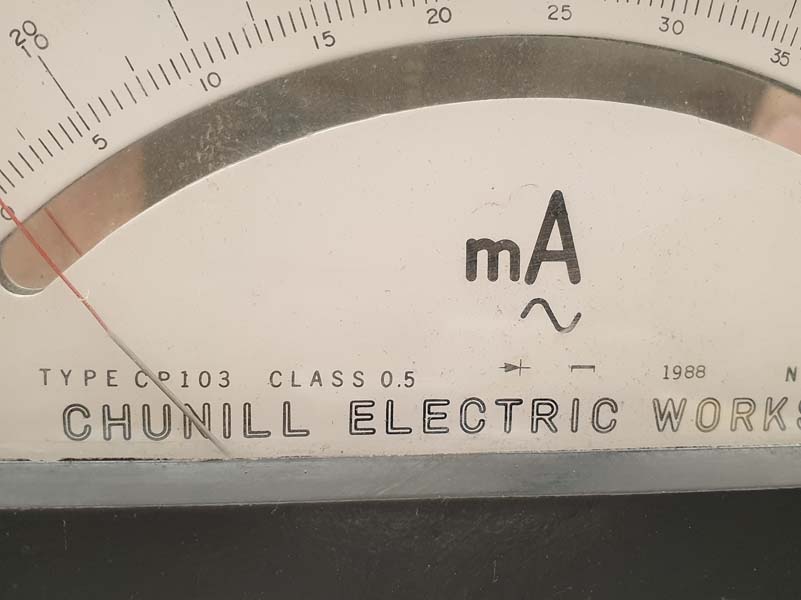 20
10
0 5 10 15 20 25 30 35
mA
TYPE CP103 CLASS 0.5 1988 N
CHUNILL ELECTRIC WORKS